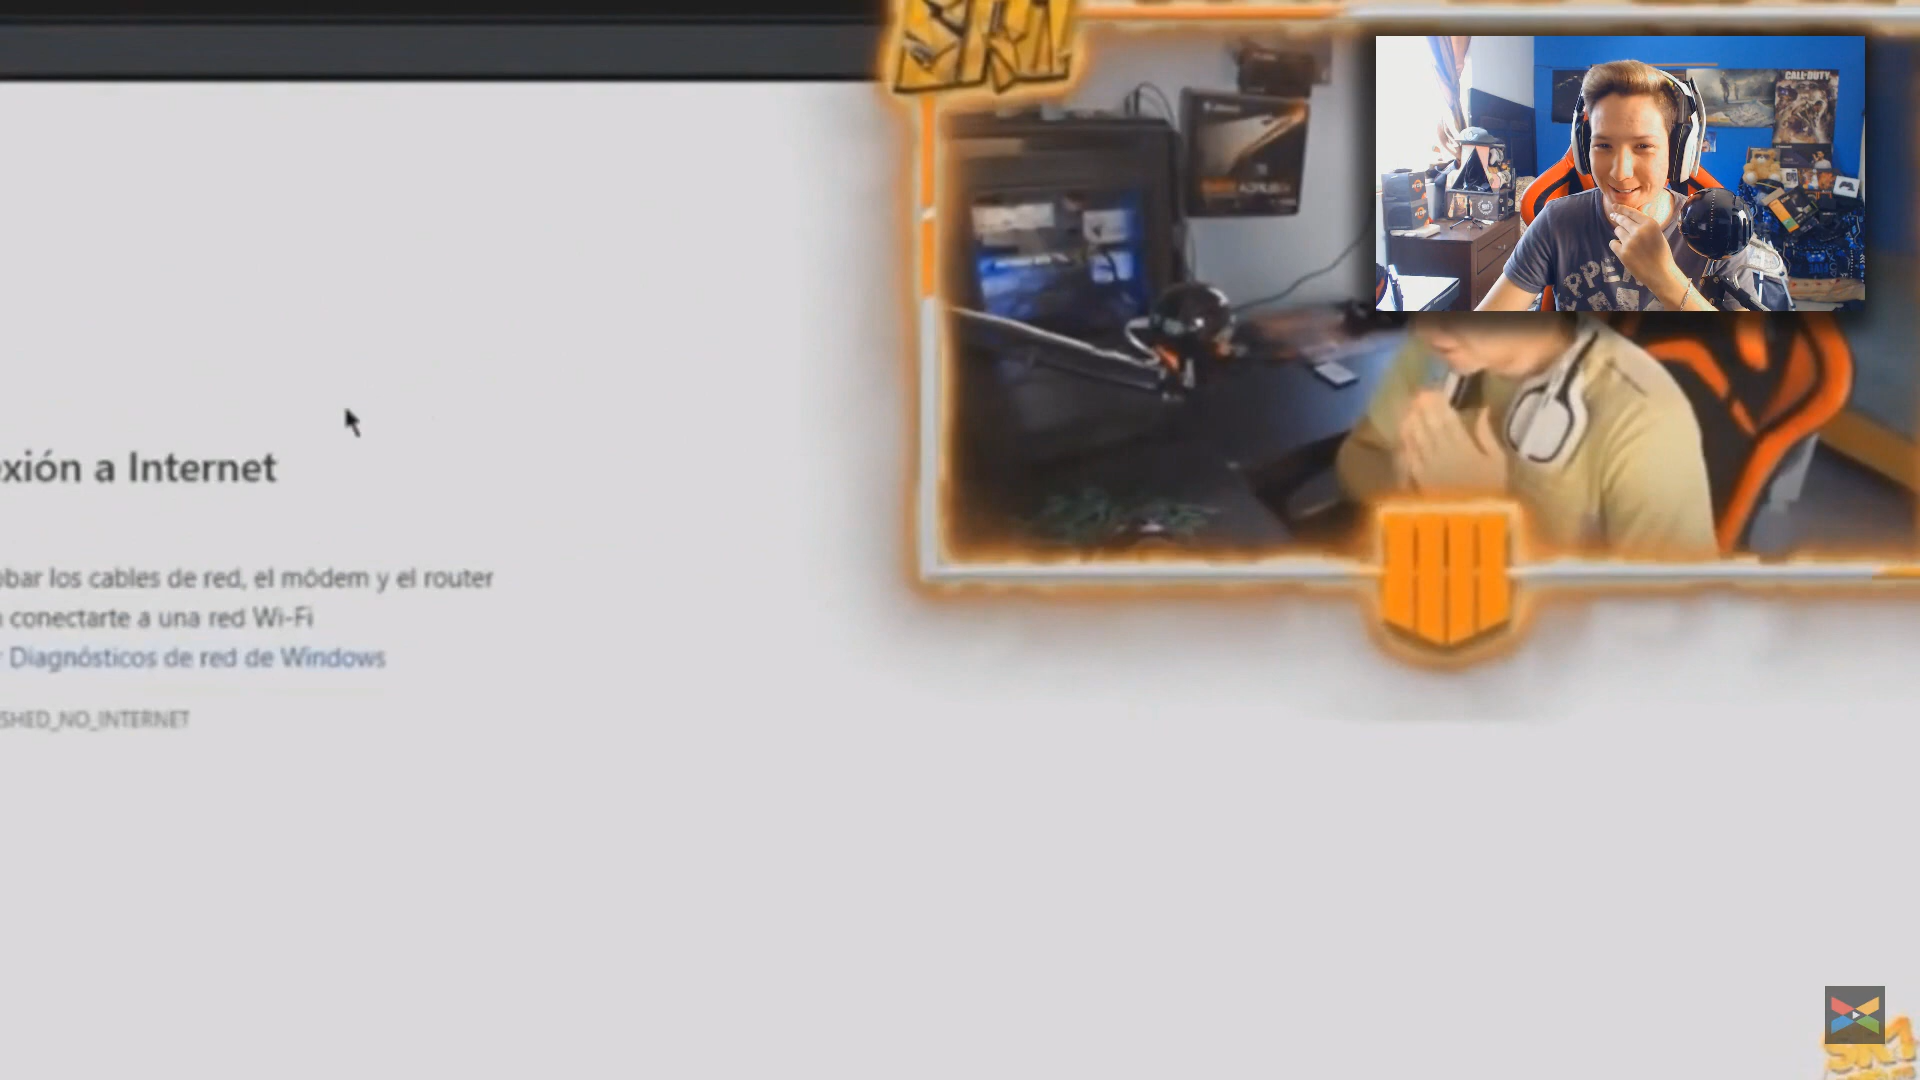 CALL·DUTY
xión a Internet
bar los cables de red, el módem y el router
conectarte a una red Wi-Fi
Diagnósticos de red de Windows
SHED_NO_INTERNET